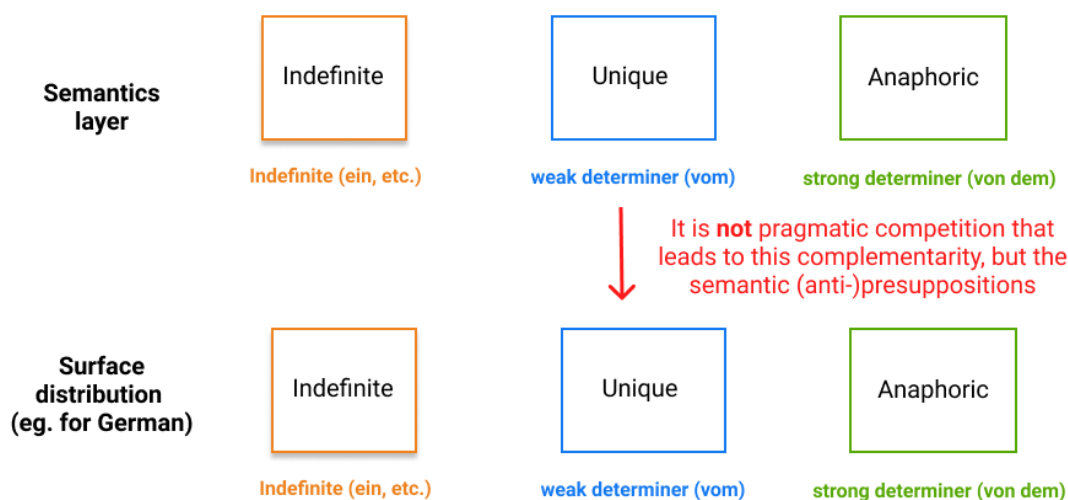 Semantics
layer
Indefinite
Unique
Anaphoric
Indefinite (ein, etc.)
weak determiner (vom)
strong determiner (von dem)
It is not pragmatic competition that
leads to this complementarity, but the
semantic (anti-)presuppositions
Surface
distribution
(eg. for German)
Indefinite
Unique
Anaphoric
Indefinite (ein, etc.)
weak determiner (vom)
strong determiner (von dem)